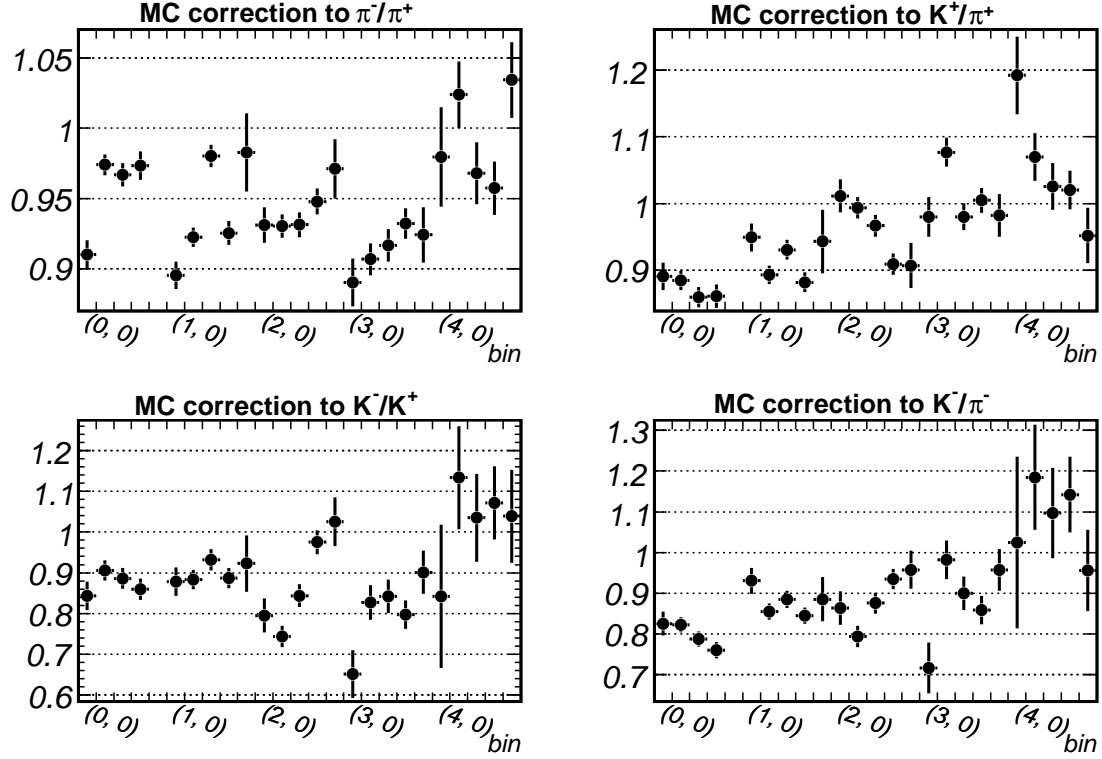 MC correction to π⁻/π⁺
1.05
1
0.95
0.9
(0, 0) (1, 0) (2, 0) (3, 0) (4, 0)
bin
MC correction to K⁺/π⁺
1.2
1.1
1
0.9
(0, 0) (1, 0) (2, 0) (3, 0) (4, 0)
bin
MC correction to K⁻/K⁺
1.2
1.1
1
0.9
0.8
0.7
0.6
(0, 0) (1, 0) (2, 0) (3, 0) (4, 0)
bin
MC correction to K⁻/π⁻
1.3
1.2
1.1
1
0.9
0.8
0.7
(0, 0) (1, 0) (2, 0) (3, 0) (4, 0)
bin